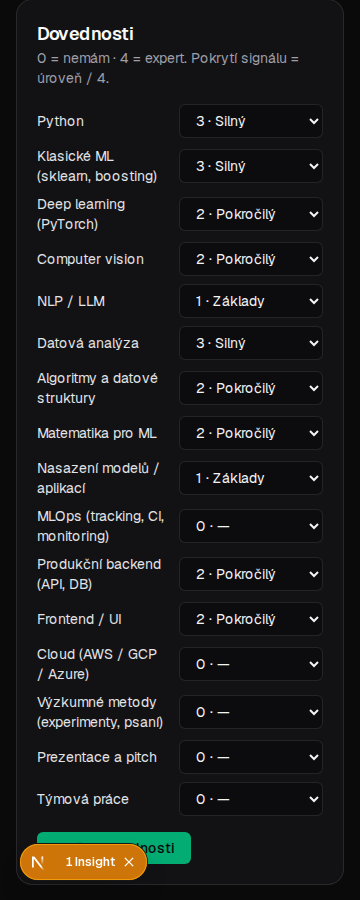 Dovednosti
0 = nemám · 4 = expert. Pokrytí signálu =
úroveň / 4.
Python
3 · Silný
Klasické ML
(sklearn, boosting)
3 · Silný
Deep learning
(PyTorch)
2 · Pokročilý
Computer vision
2 · Pokročilý
NLP / LLM
1 · Základy
Datová analýza
3 · Silný
Algoritmy a datové
struktury
2 · Pokročilý
Matematika pro ML
2 · Pokročilý
Nasazení modelů /
aplikací
1 · Základy
MLOps (tracking, CI,
monitoring)
0 · —
Produkční backend
(API, DB)
2 · Pokročilý
Frontend / UI
2 · Pokročilý
Cloud (AWS / GCP
/ Azure)
0 · —
Výzkumné metody
(experimenty, psaní)
0 · —
Prezentace a pitch
0 · —
Týmová práce
0 · —
N 1 Insight